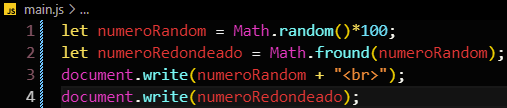 JS main.js > ...
1 let numeroRandom = Math.random()*100;
2 let numeroRedondeado = Math.fround(numeroRandom);
3 document.write(numeroRandom + "<br>");
4 document.write(numeroRedondeado);